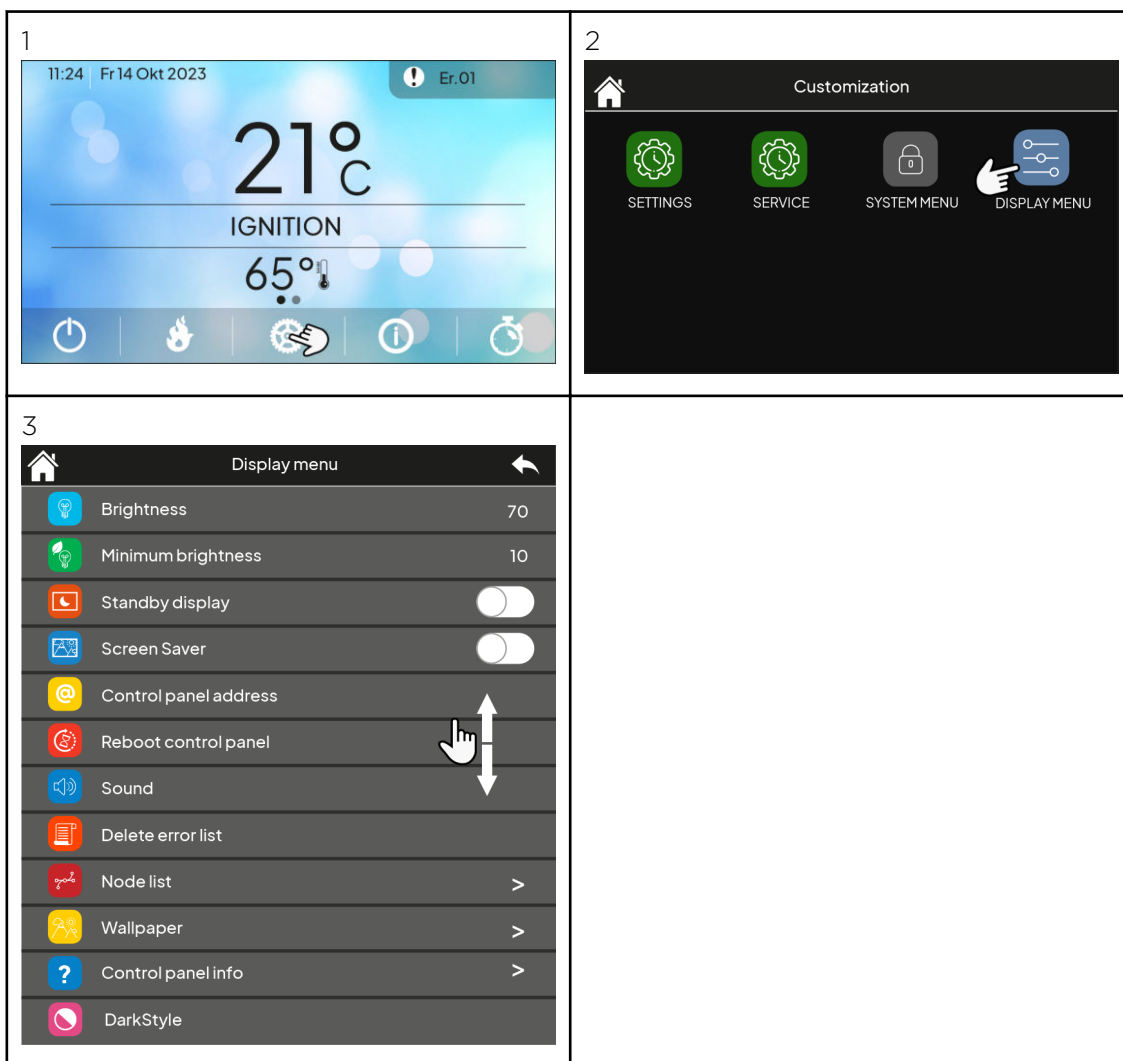 1
11:24 Fr 14 Okt 2023
Er.01
21°C
IGNITION
65°
2
Customization
SETTINGS
SERVICE
SYSTEM MENU
DISPLAY MENU
3
Display menu
Brightness 70
Minimum brightness 10
Standby display
Screen Saver
Control panel address
Reboot control panel
Sound
Delete error list
Node list >
Wallpaper >
Control panel info >
DarkStyle